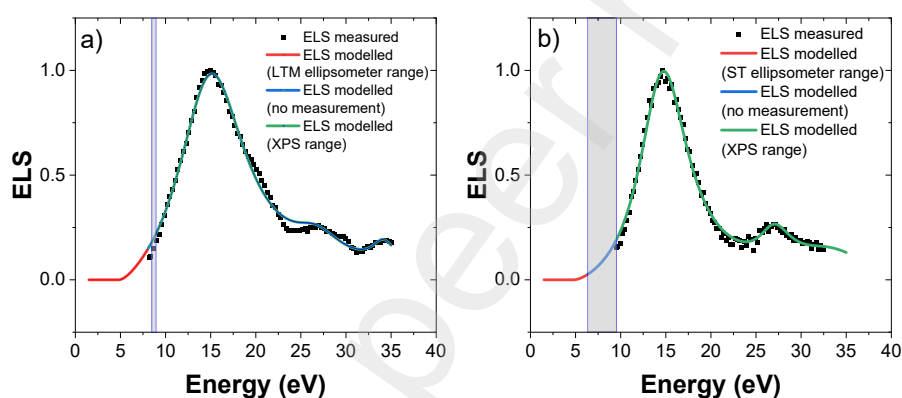 a)
ELS measured
ELS modelled
(LTM ellipsometer range)
ELS modelled
(no measurement)
ELS modelled
(XPS range)
1.0
0.5
0.0
ELS
0 5 10 15 20 25 30 35 40
Energy (eV)
b)
ELS measured
ELS modelled
(ST ellipsometer range)
ELS modelled
(no measurement)
ELS modelled
(XPS range)
1.0
0.5
0.0
ELS
0 5 10 15 20 25 30 35 40
Energy (eV)
peer